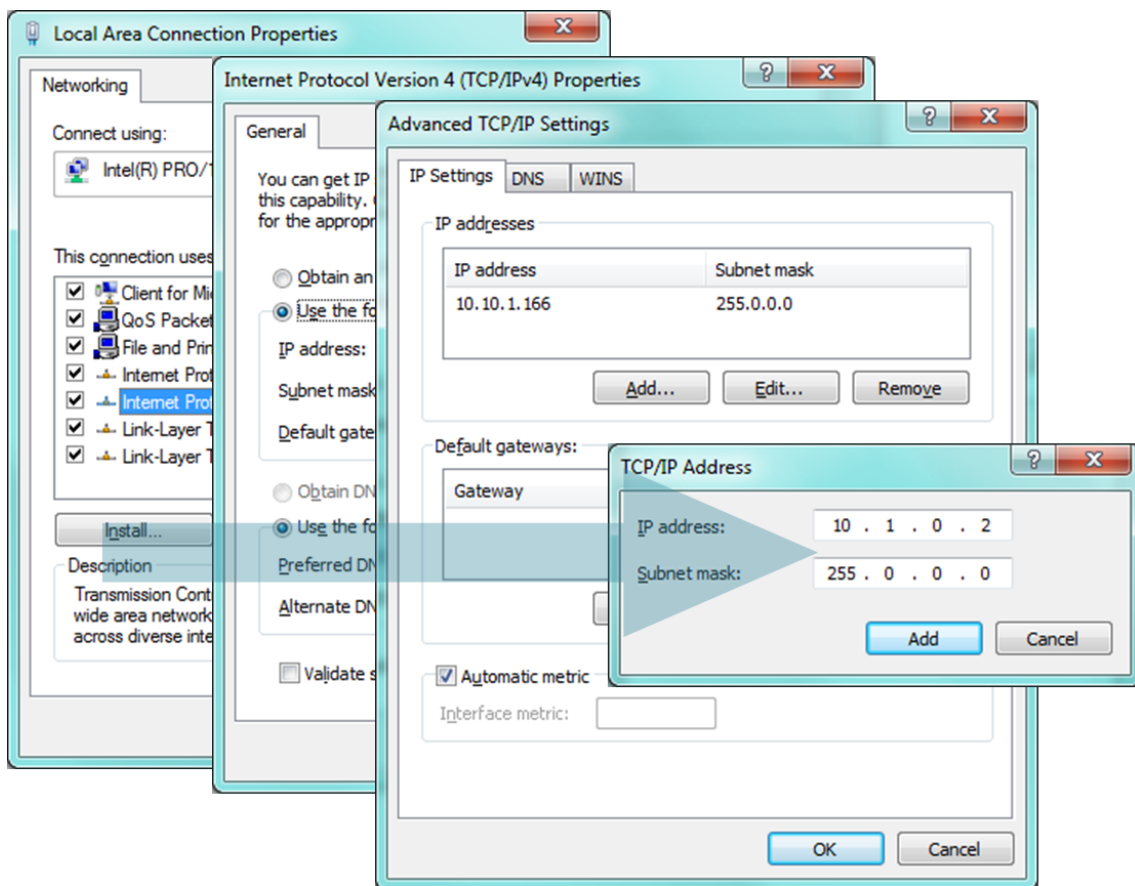 Local Area Connection Properties
Networking
Connect using:
Intel(R) PRO/1
This connection uses
Client for Mi
QoS Packet
File and Prin
Internet Prot
Internet Prot
Link-Layer T
Link-Layer T
Install...
Description
Transmission Cont
wide area network
across diverse inte
Internet Protocol Version 4 (TCP/IPv4) Properties
General
You can get IP
this capability.
for the appropr
Obtain an
Use the fo
IP address:
Subnet mask
Default gate
Obtain DN
Use the fo
Preferred DN
Alternate DN
Validate s
Advanced TCP/IP Settings
IP Settings DNS WINS
IP addresses
IP address Subnet mask
10.10.1.166 255.0.0.0
Add... Edit... Remove
Default gateways:
Gateway
Automatic metric
Interface metric:
OK Cancel
TCP/IP Address
IP address: 10 . 1 . 0 . 2
Subnet mask: 255 . 0 . 0 . 0
Add Cancel